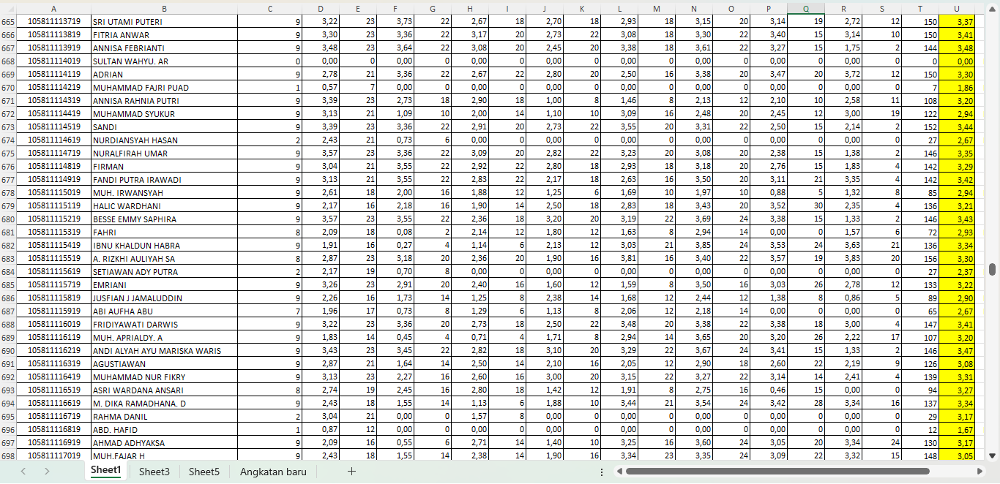 A B C D E F G H I J K L M N O P Q R S T U
665 105811113719 SRI UTAMI PUTERI 9 3,22 23 3,73 22 2,67 18 2,70 18 2,93 18 3,15 20 3,14 19 2,72 12 150 3,37
666 105811113819 FITRIA ANWAR 9 3,30 23 3,36 22 3,17 20 2,73 22 3,08 18 3,30 22 3,40 15 3,14 10 150 3,41
667 105811113919 ANNISA FEBRIANTI 9 3,48 23 3,64 22 3,08 20 2,45 20 3,38 18 3,61 22 3,27 15 1,75 2 144 3,48
668 105811114019 SULTAN WAHYU. AR 0 0,00 0 0,00 0 0,00 0 0,00 0 0,00 0 0,00 0 0,00 0 0,00 0 0 0,00
669 105811114119 ADRIAN 9 2,78 21 3,36 22 2,67 22 2,80 20 2,50 16 3,38 20 3,47 20 3,72 12 150 3,30
670 105811114219 MUHAMMAD FAJRI PUAD 1 0,57 7 0,00 0 0,00 0 0,00 0 0,00 0 0,00 0 0,00 0 0,00 0 7 1,86
671 105811114319 ANNISA RAHNIA PUTRI 9 3,39 23 2,73 18 2,90 18 1,00 8 1,46 8 2,13 12 2,10 10 2,58 11 108 3,20
672 105811114419 MUHAMMAD SYUKUR 9 3,13 21 1,09 10 2,00 14 1,10 10 3,09 16 2,48 20 2,45 12 3,00 19 122 2,94
673 105811114519 SANDI 9 3,39 23 3,36 22 2,91 20 2,73 22 3,55 20 3,31 22 2,50 15 2,14 2 152 3,44
674 105811114619 NURDIANSYAH HASAN 2 2,43 21 0,73 6 0,00 0 0,00 0 0,00 0 0,00 0 0,00 0 0,00 0 27 2,67
675 105811114719 NURALFIRAH UMAR 9 3,57 23 3,36 22 3,09 20 2,82 22 3,23 20 3,08 20 2,38 15 1,38 2 146 3,35
676 105811114819 FIRMAN 9 3,04 21 3,55 22 2,92 22 2,80 18 2,93 18 3,18 20 2,76 15 1,83 4 142 3,29
677 105811114919 FANDI PUTRA IRAWADI 9 3,13 21 3,55 22 2,83 22 2,17 18 2,63 16 3,50 20 3,11 21 3,35 4 142 3,42
678 105811115019 MUH. IRWANSYAH 9 2,61 18 2,00 16 1,88 12 1,25 6 1,69 10 1,97 10 0,88 5 1,32 8 85 2,94
679 105811115119 HALIC WARDHANI 9 2,17 16 2,18 16 1,90 14 2,50 18 2,83 18 3,43 20 3,52 30 2,35 4 136 3,21
680 105811115219 BESSE EMMY SAPHIRA 9 3,57 23 3,55 22 2,36 18 3,20 20 3,19 22 3,69 24 3,38 15 1,33 2 146 3,43
681 105811115319 FAHRI 8 2,09 18 0,08 2 2,14 12 1,80 12 1,63 8 2,94 14 0,00 0 1,57 6 72 2,93
682 105811115419 IBNU KHALDUN HABRA 9 1,91 16 0,27 4 1,14 6 2,13 12 3,03 21 3,85 24 3,53 24 3,63 21 136 3,34
683 105811115519 A. RIZKHI AULIYAH SA 8 2,87 23 3,18 20 2,36 20 1,90 16 3,81 16 3,40 22 3,57 19 3,83 20 156 3,30
684 105811115619 SETIAWAN ADY PUTRA 2 2,17 19 0,70 8 0,00 0 0,00 0 0,00 0 0,00 0 0,00 0 0,00 0 27 2,37
685 105811115719 EMRIANI 9 3,26 23 2,91 20 2,40 16 1,60 12 1,59 8 3,50 16 3,03 26 2,78 12 133 3,22
686 105811115819 JUSFIAN J JAMALUDDIN 9 2,26 16 1,73 14 1,25 8 2,38 14 1,68 12 2,44 12 1,38 8 0,86 5 89 2,90
687 105811115919 ABI AUFHA ABU 7 1,96 17 0,73 8 1,29 6 1,13 8 2,06 12 2,18 14 0,00 0 0,00 0 65 2,67
688 105811116019 FRIDIYAWATI DARWIS 9 3,22 23 3,36 20 2,73 18 2,50 22 3,48 20 3,38 22 3,38 18 3,00 4 147 3,41
689 105811116119 MUH. APRIALDY. A 9 1,83 14 0,45 4 0,71 4 1,71 8 2,94 14 3,65 20 3,20 26 2,22 17 107 3,20
690 105811116219 ANDI ALYAH AYU MARISKA WARIS 9 3,43 23 3,45 22 2,82 18 3,10 20 3,29 22 3,67 24 3,41 15 1,33 2 146 3,47
691 105811116319 AGUSTIAWAN 9 2,87 21 1,64 14 2,50 14 2,10 16 2,05 12 2,90 18 2,60 22 2,19 9 126 3,08
692 105811116419 MUHAMMAD NUR FIKRY 9 3,13 23 2,27 16 2,60 16 3,00 20 3,15 22 3,27 22 3,14 14 2,41 4 139 3,31
693 105811116519 ASRI WARDANA ANSARI 8 2,74 19 2,45 16 2,80 18 1,42 12 1,91 8 2,75 16 0,46 15 0,00 0 94 3,27
694 105811116619 M. DIKA RAMADHANA. D 9 2,43 18 1,55 14 1,13 6 1,88 10 3,44 21 3,54 24 3,42 28 3,34 16 137 3,34
695 105811116719 RAHMA DANIL 2 3,04 21 0,00 0 1,57 8 0,00 0 0,00 0 0,00 0 0,00 0 0,00 0 29 3,17
696 105811116819 ABD. HAFID 1 0,87 12 0,00 0 0,00 0 0,00 0 0,00 0 0,00 0 0,00 0 0,00 0 12 1,67
697 105811116919 AHMAD ADHYAKSA 9 2,09 16 0,55 6 2,71 14 1,40 10 3,25 16 3,60 24 3,05 20 3,34 24 130 3,17
698 105811117019 MUH.FAJAR H 9 2,43 18 1,55 14 2,38 14 1,90 16 3,34 23 3,35 24 3,09 22 3,32 15 148 3,05
Sheet1 Sheet3 Sheet5 Angkatan baru